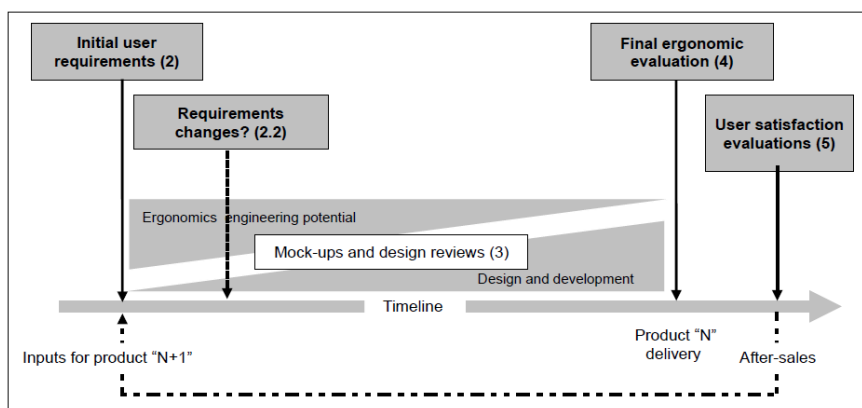 Initial user
requirements (2)
Final ergonomic
evaluation (4)
Requirements
changes? (2.2)
User satisfaction
evaluations (5)
Ergonomics engineering potential
Mock-ups and design reviews (3)
Design and development
Timeline
Inputs for product “N+1”
Product “N”
delivery
After-sales